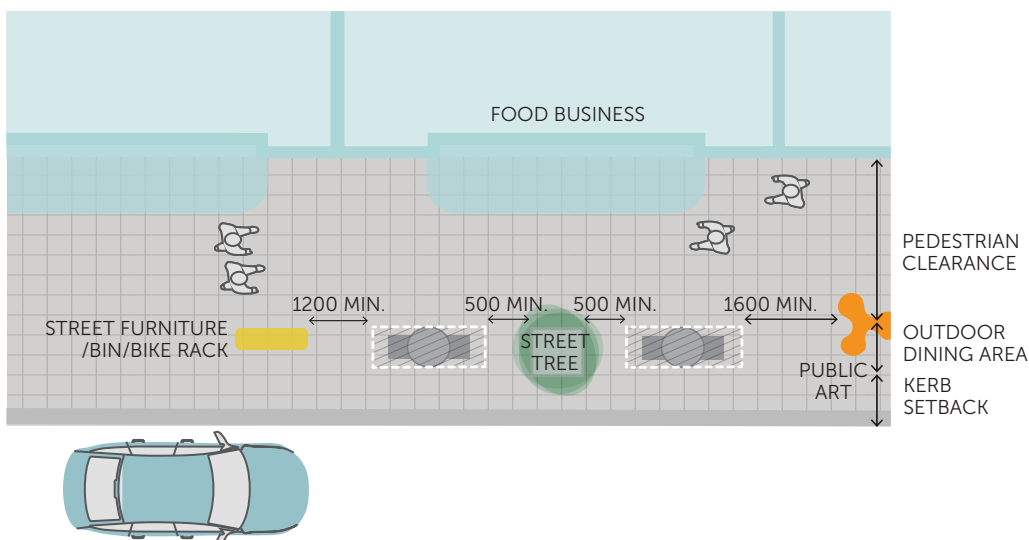 FOOD BUSINESS
PEDESTRIAN
CLEARANCE
1200 MIN.
500 MIN.
500 MIN.
1600 MIN.
STREET FURNITURE
/BIN/BIKE RACK
STREET
TREE
OUTDOOR
DINING AREA
PUBLIC
ART
KERB
SETBACK